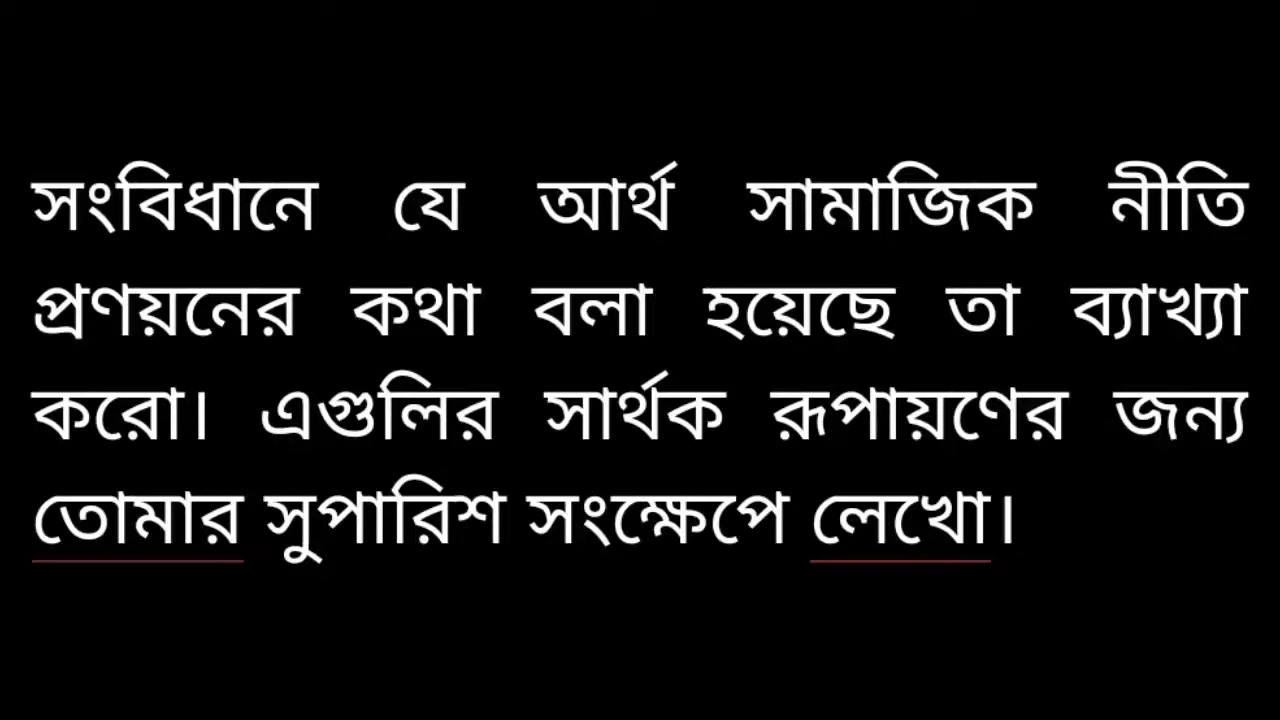 সংবিধানে যে আর্থ সামাজিক নীতি
প্রণয়নের কথা বলা হয়েছে তা ব্যাখ্যা
করো। এগুলির সার্থক রূপায়ণের জন্য
তোমার সুপারিশ সংক্ষেপে লেখো।